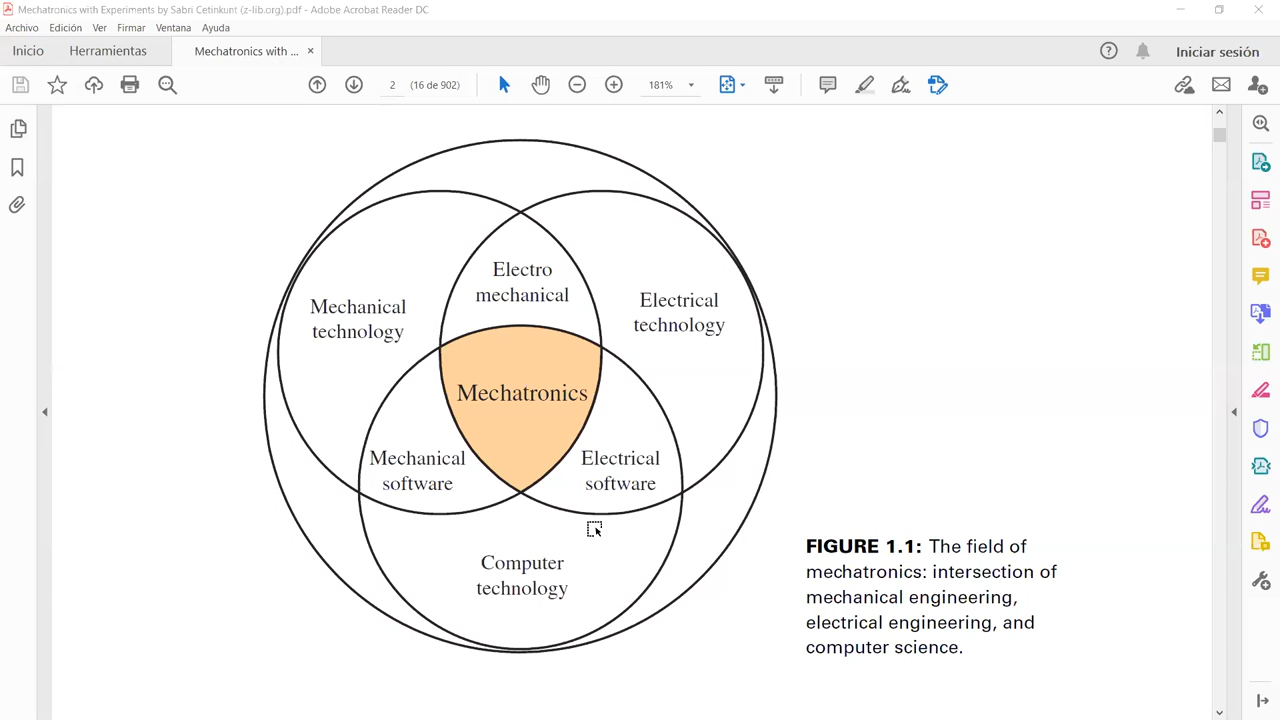 Mechatronics with Experiments by Sabri Cetinkunt (z-lib.org).pdf - Adobe Acrobat Reader DC
Archivo Edición Ver Firmar Ventana Ayuda
Inicio Herramientas Mechatronics with ... × Iniciar sesión
2 (16 de 902) 181%
Electro
mechanical
Mechanical
technology
Electrical
technology
Mechatronics
Mechanical
software
Electrical
software
Computer
technology
FIGURE 1.1: The field of
mechatronics: intersection of
mechanical engineering,
electrical engineering, and
computer science.